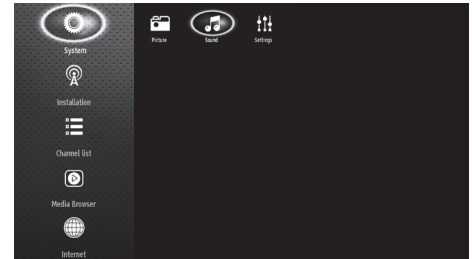 Picture Sound Settings
System
Installation
Channel list
Media Browser
Internet